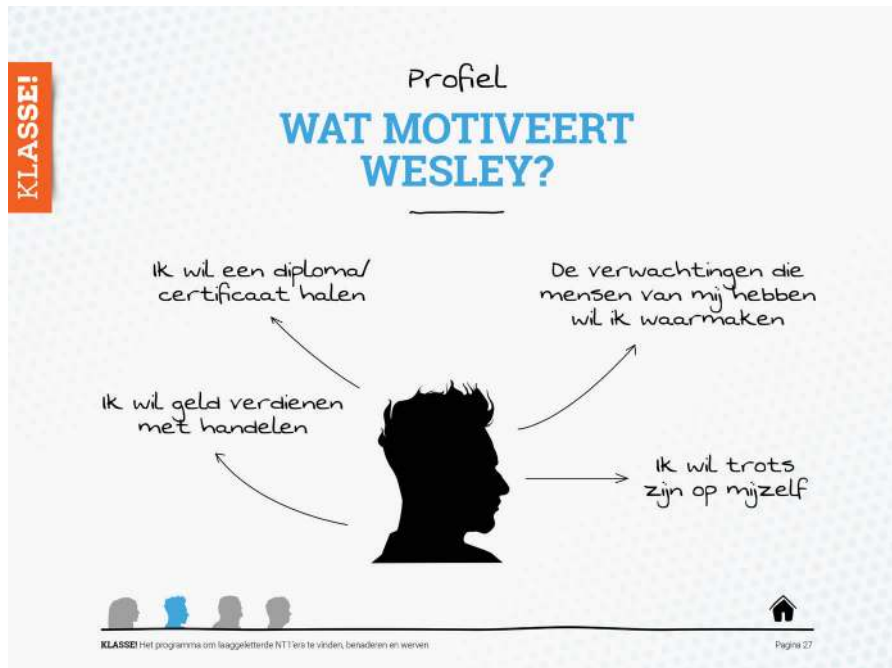 KLASSE!
Profiel
WAT MOTIVEERT
WESLEY?
Ik wil een diploma/
certificaat halen
De verwachtingen die
mensen van mij hebben
wil ik waarmaken
Ik wil geld verdienen
met handelen
Ik wil trots
zijn op mijzelf
KLASSE! Het programma om laaggeletterde NT1'ers te vinden, benaderen en werven
Pagina 27